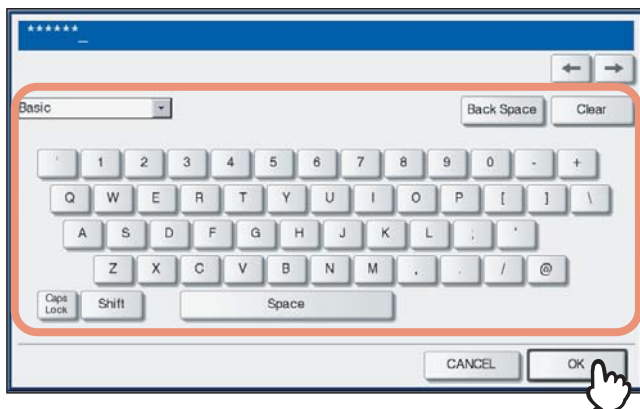 ******_
← →
Basic Back Space Clear
' 1 2 3 4 5 6 7 8 9 0 - +
Q W E R T Y U I O P [ ] \
A S D F G H J K L ; '
Z X C V B N M , . / @
Caps Lock Shift Space
CANCEL OK